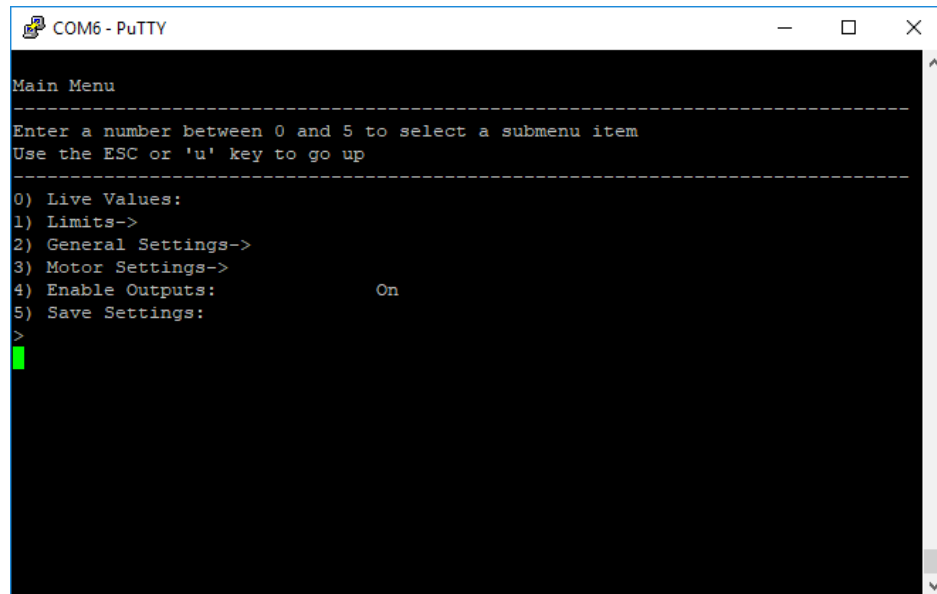 COM6 - PuTTY
Main Menu
--------------------------------------------------------------------------------
Enter a number between 0 and 5 to select a submenu item
Use the ESC or 'u' key to go up
--------------------------------------------------------------------------------
0) Live Values:
1) Limits->
2) General Settings->
3) Motor Settings->
4) Enable Outputs: On
5) Save Settings:
>